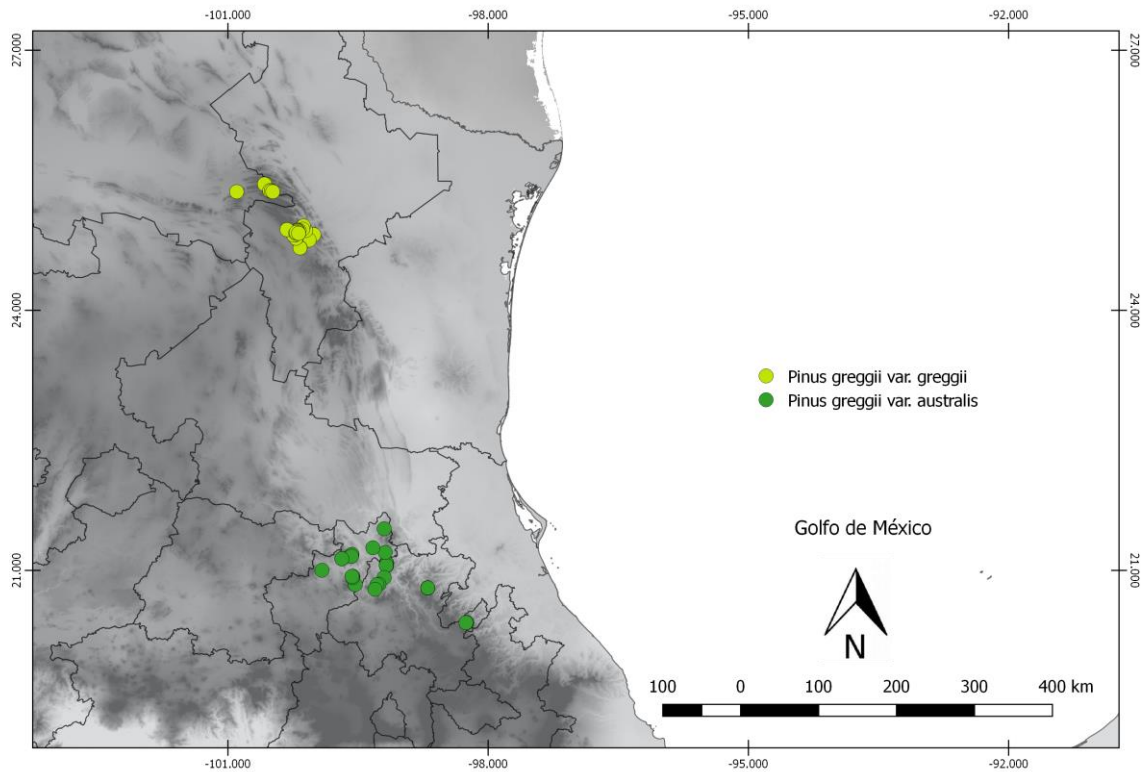 -101.000 -98.000 -95.000 -92.000
27.000 27.000
24.000 24.000
Pinus greggii var. greggii
Pinus greggii var. australis
Golfo de México
21.000 21.000
N
100 0 100 200 300 400 km
-101.000 -98.000 -95.000 -92.000